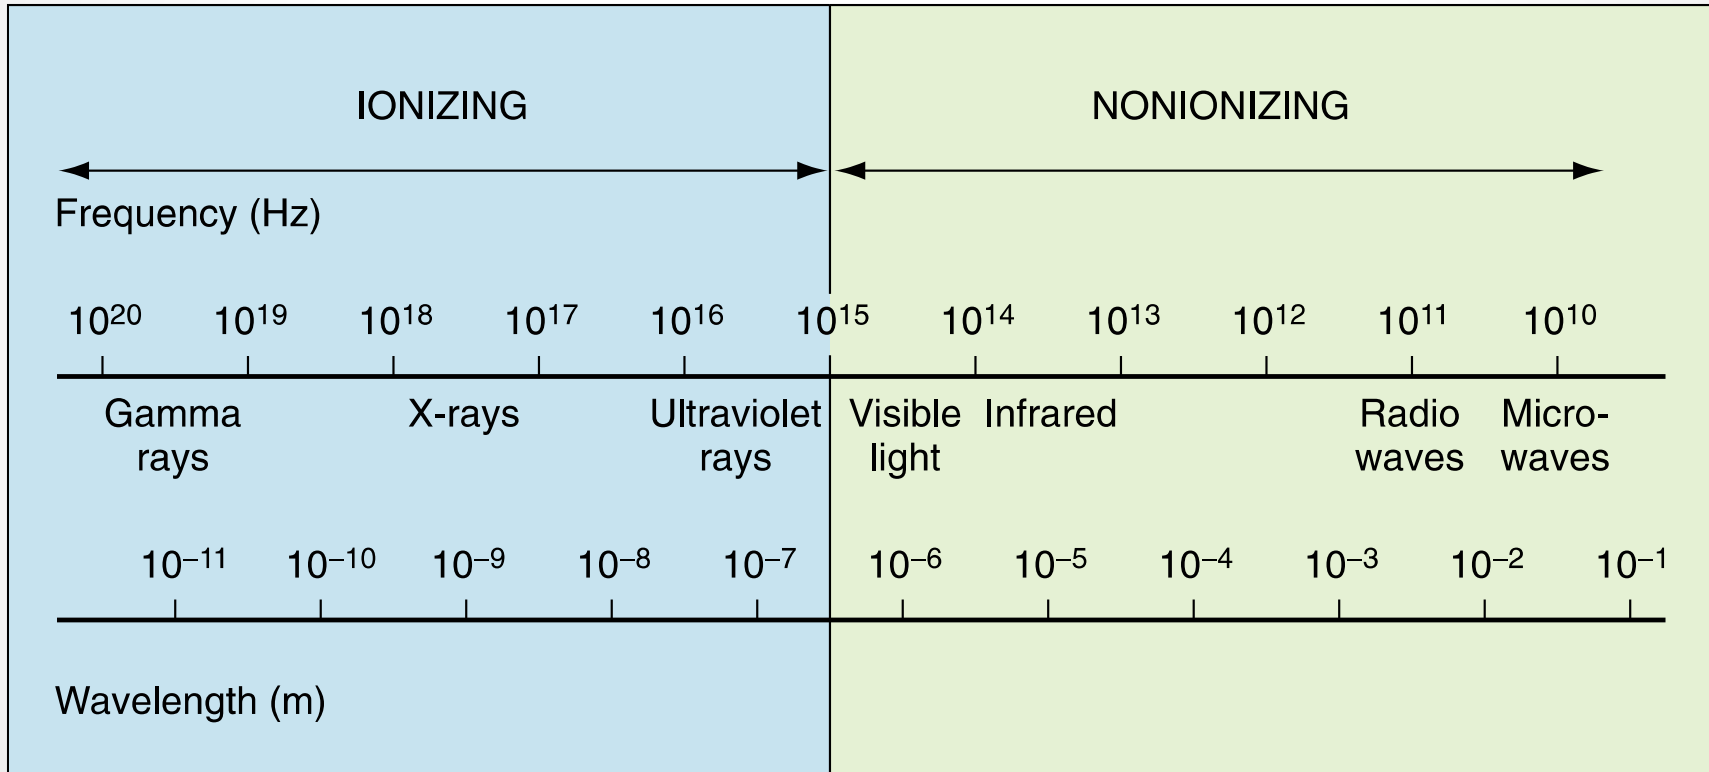 IONIZING NONIONIZING
Frequency (Hz)
10²⁰ 10¹⁹ 10¹⁸ 10¹⁷ 10¹⁶ 10¹⁵ 10¹⁴ 10¹³ 10¹² 10¹¹ 10¹⁰
Gamma X-rays Ultraviolet Visible Infrared Radio Micro-
rays rays light waves waves
10⁻¹¹ 10⁻¹⁰ 10⁻⁹ 10⁻⁸ 10⁻⁷ 10⁻⁶ 10⁻⁵ 10⁻⁴ 10⁻³ 10⁻² 10⁻¹
Wavelength (m)